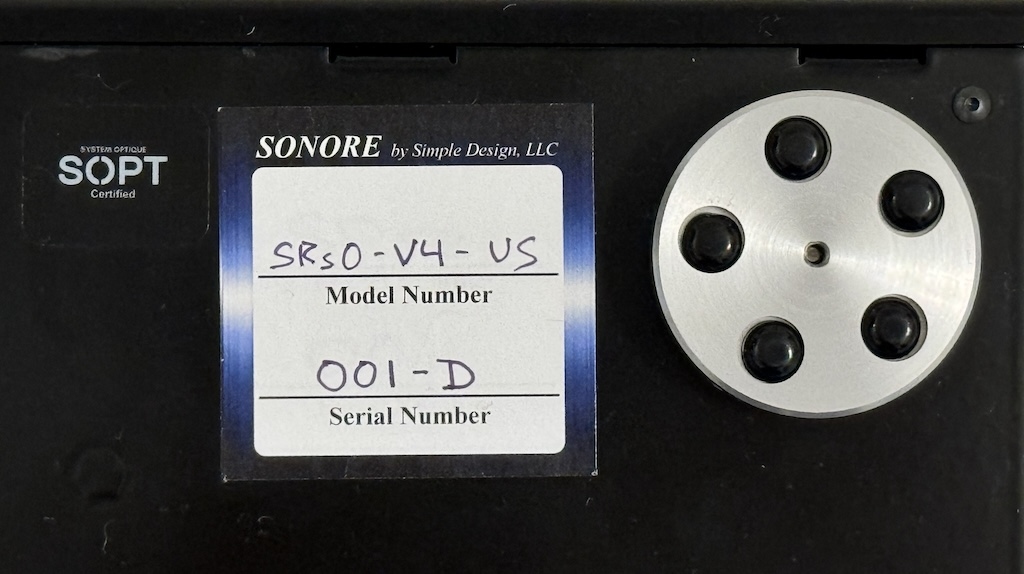 SYSTEM OPTIQUE
SOPT
Certified
SONORE by Simple Design, LLC
SRsO-V4-US
Model Number
001-D
Serial Number